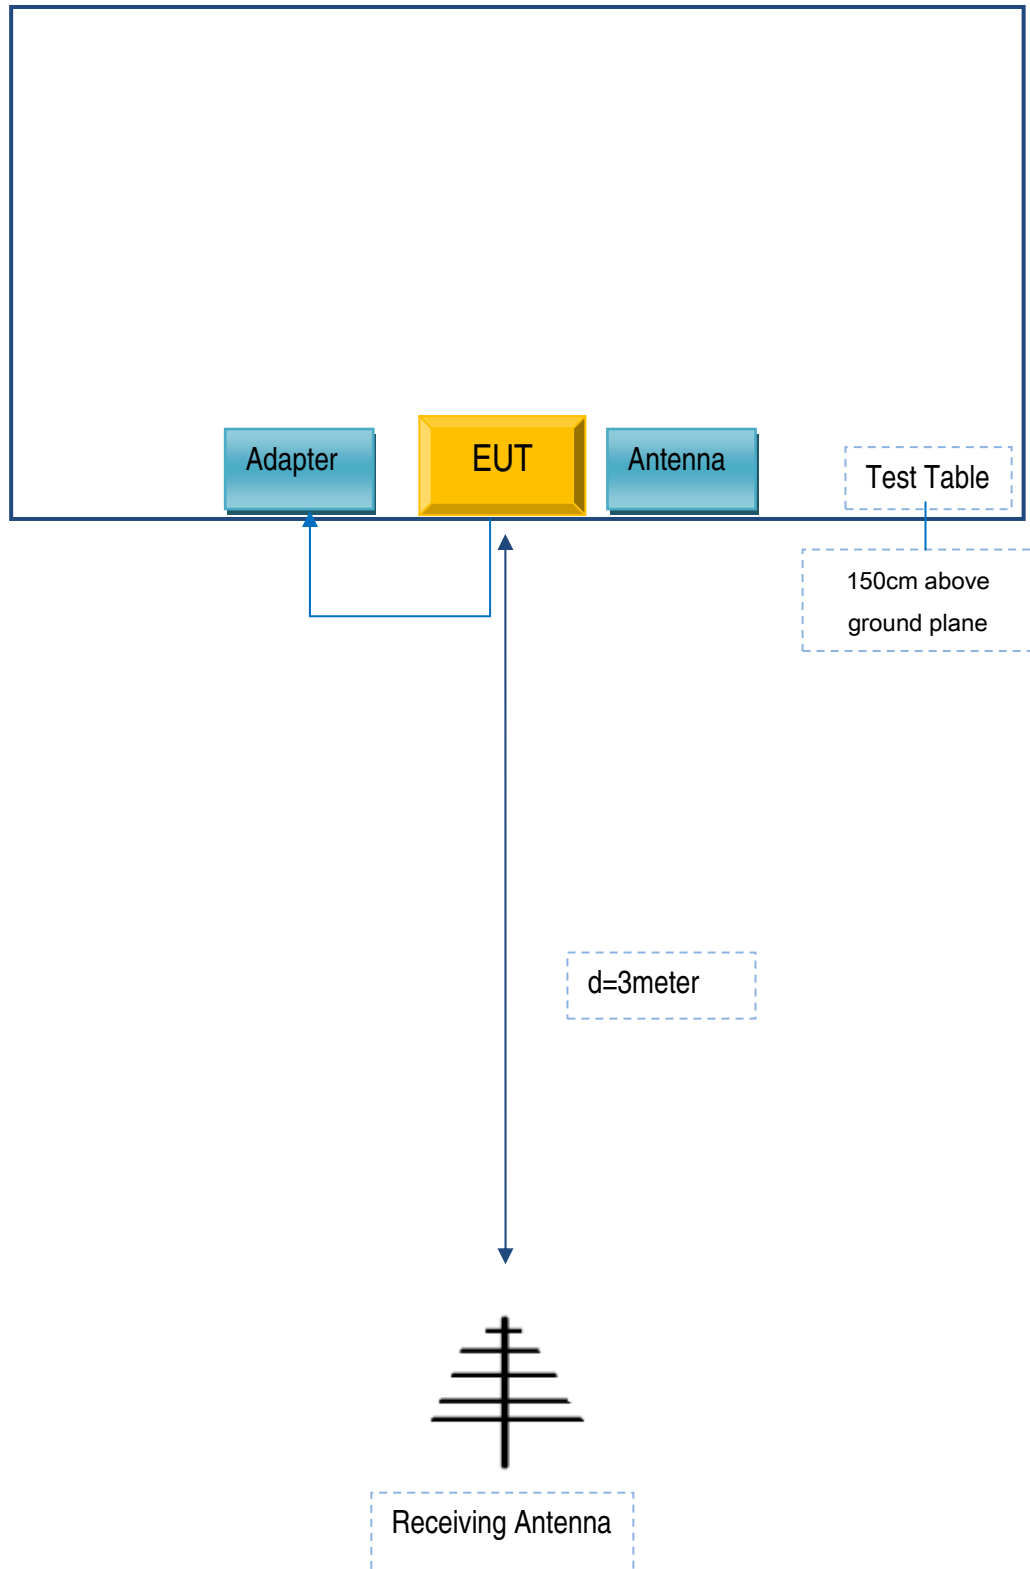 Adapter
EUT
Antenna
Test Table
150cm above
ground plane
d=3meter
Receiving Antenna